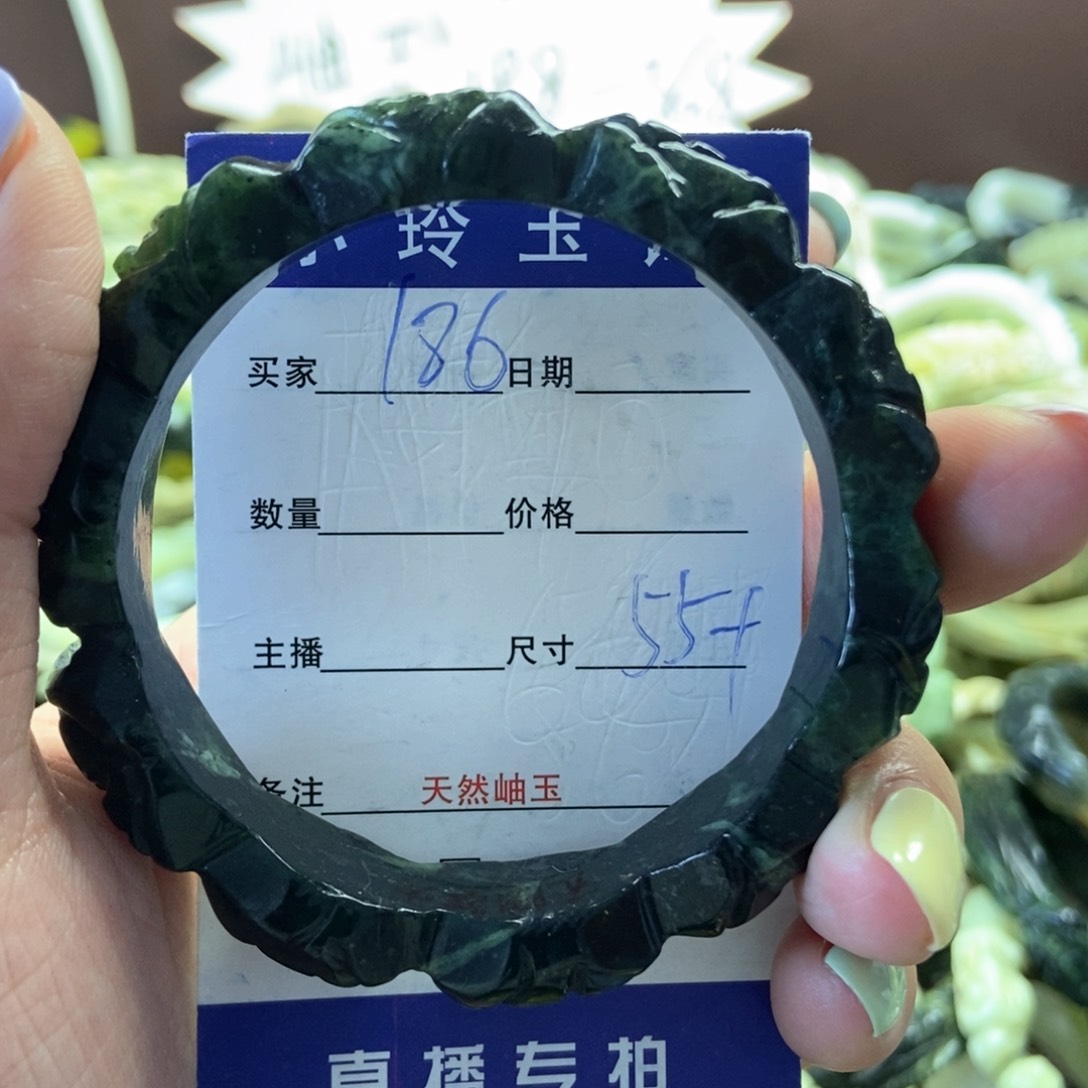 玲玉
买家 186 日期
数量 价格
主播 尺寸 55+
备注 天然岫玉
直播专拍